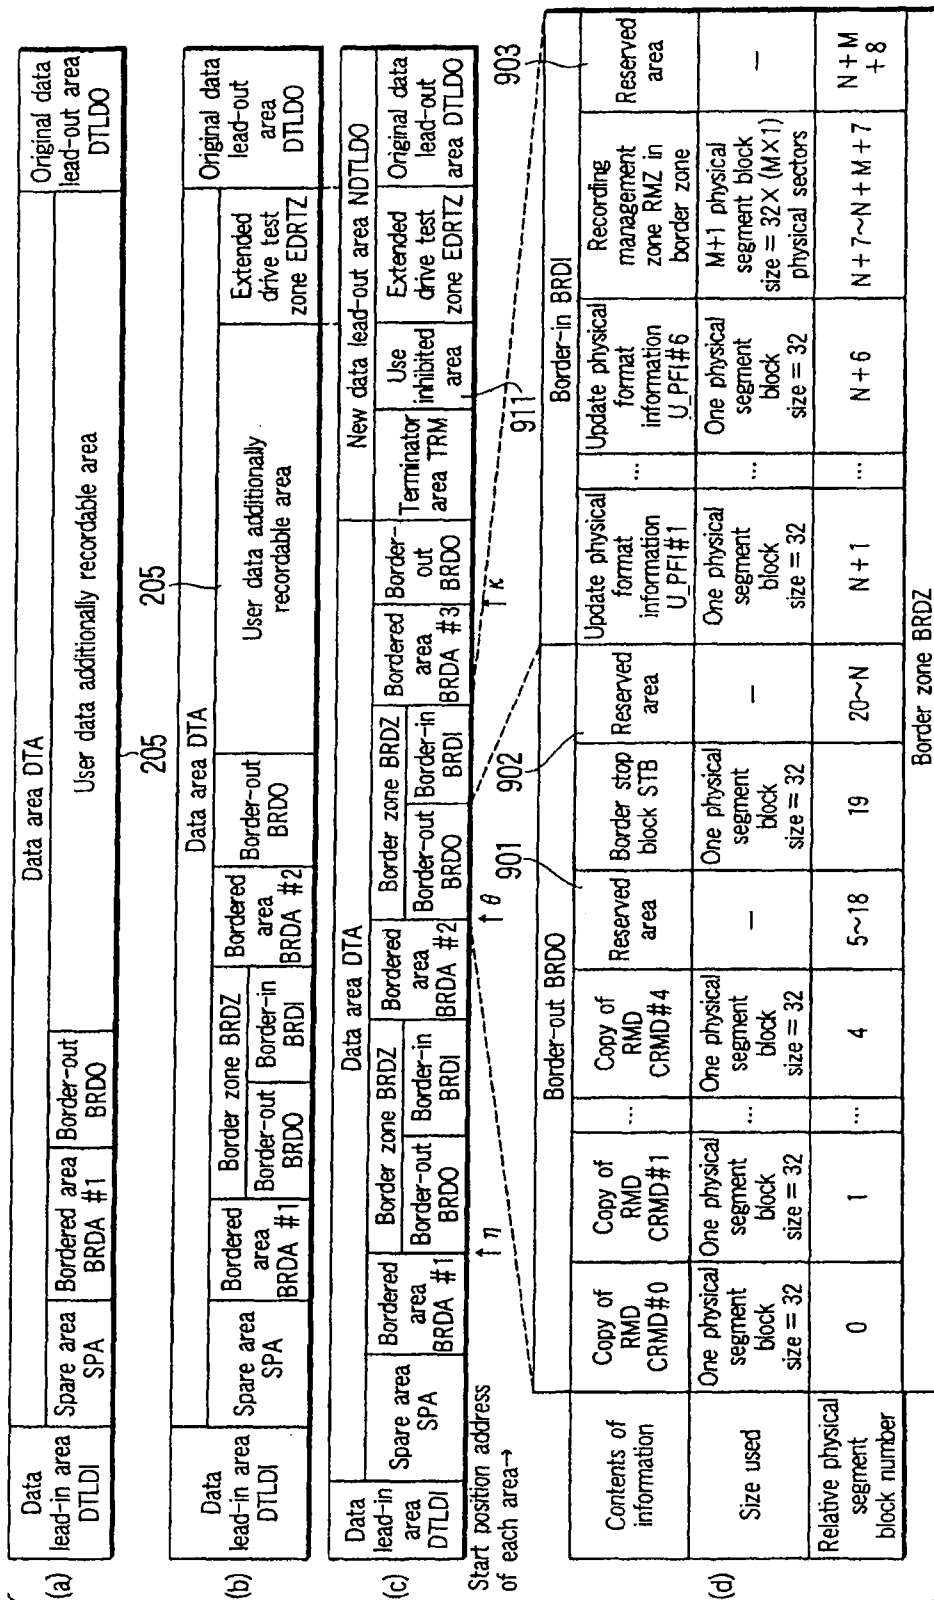 (a)
Data
lead-in area
DTLDI
Data area DTA
Spare area
SPA
Bordered area
BRDA #1
Border-out
BRDO
User data additionally recordable area
Original data
lead-out area
DTLDO
205
(b)
Data
lead-in area
DTLDI
Data area DTA
Spare area
SPA
Bordered
area
BRDA #1
Border zone BRDZ
Border-out
BRDO
Border-in
BRDI
Bordered
area
BRDA #2
Border-out
BRDO
User data additionally
recordable area
205
Extended
drive test
zone EDRTZ
Original data
lead-out
area
DTLDO
(c)
Data
lead-in
area
DTLDI
Data area DTA
Spare area
SPA
Bordered
area
BRDA #1
Border zone BRDZ
Border-out
BRDO
Border-in
BRDI
Bordered
area
BRDA #2
Border zone BRDZ
Border-out
BRDO
Border-in
BRDI
Bordered
area
BRDA #3
Border-
out
BRDO
New data lead-out area NDTLDO
Terminator
area TRM
Use
inhibited
area
Extended
drive test
zone EDRTZ
Original data
lead-out
area DTLDO
Start position address
of each area→
↑η
↑θ
↑κ
911
901
902
903
(d)
Border-out BRDO
Border-in BRDI
Contents of
information
Copy of
RMD
CRMD#0
Copy of
RMD
CRMD#1
...
Copy of
RMD
CRMD#4
Reserved
area
Border stop
block STB
Reserved
area
Update physical
format
information
U_PFI#1
...
Update physical
format
information
U_PFI#6
Recording
management
zone RMZ in
border zone
Reserved
area
Size used
One physical
segment
block
size = 32
One physical
segment
block
size = 32
...
One physical
segment
block
size = 32
—
One physical
segment
block
size = 32
—
One physical
segment
block
size = 32
...
One physical
segment
block
size = 32
M+1 physical
segment block
size = 32X (MX1)
physical sectors
—
Relative physical
segment
block number
0
1
...
4
5~18
19
20~N
N+1
...
N+6
N+7~N+M+7
N+M
+8
Border zone BRDZ